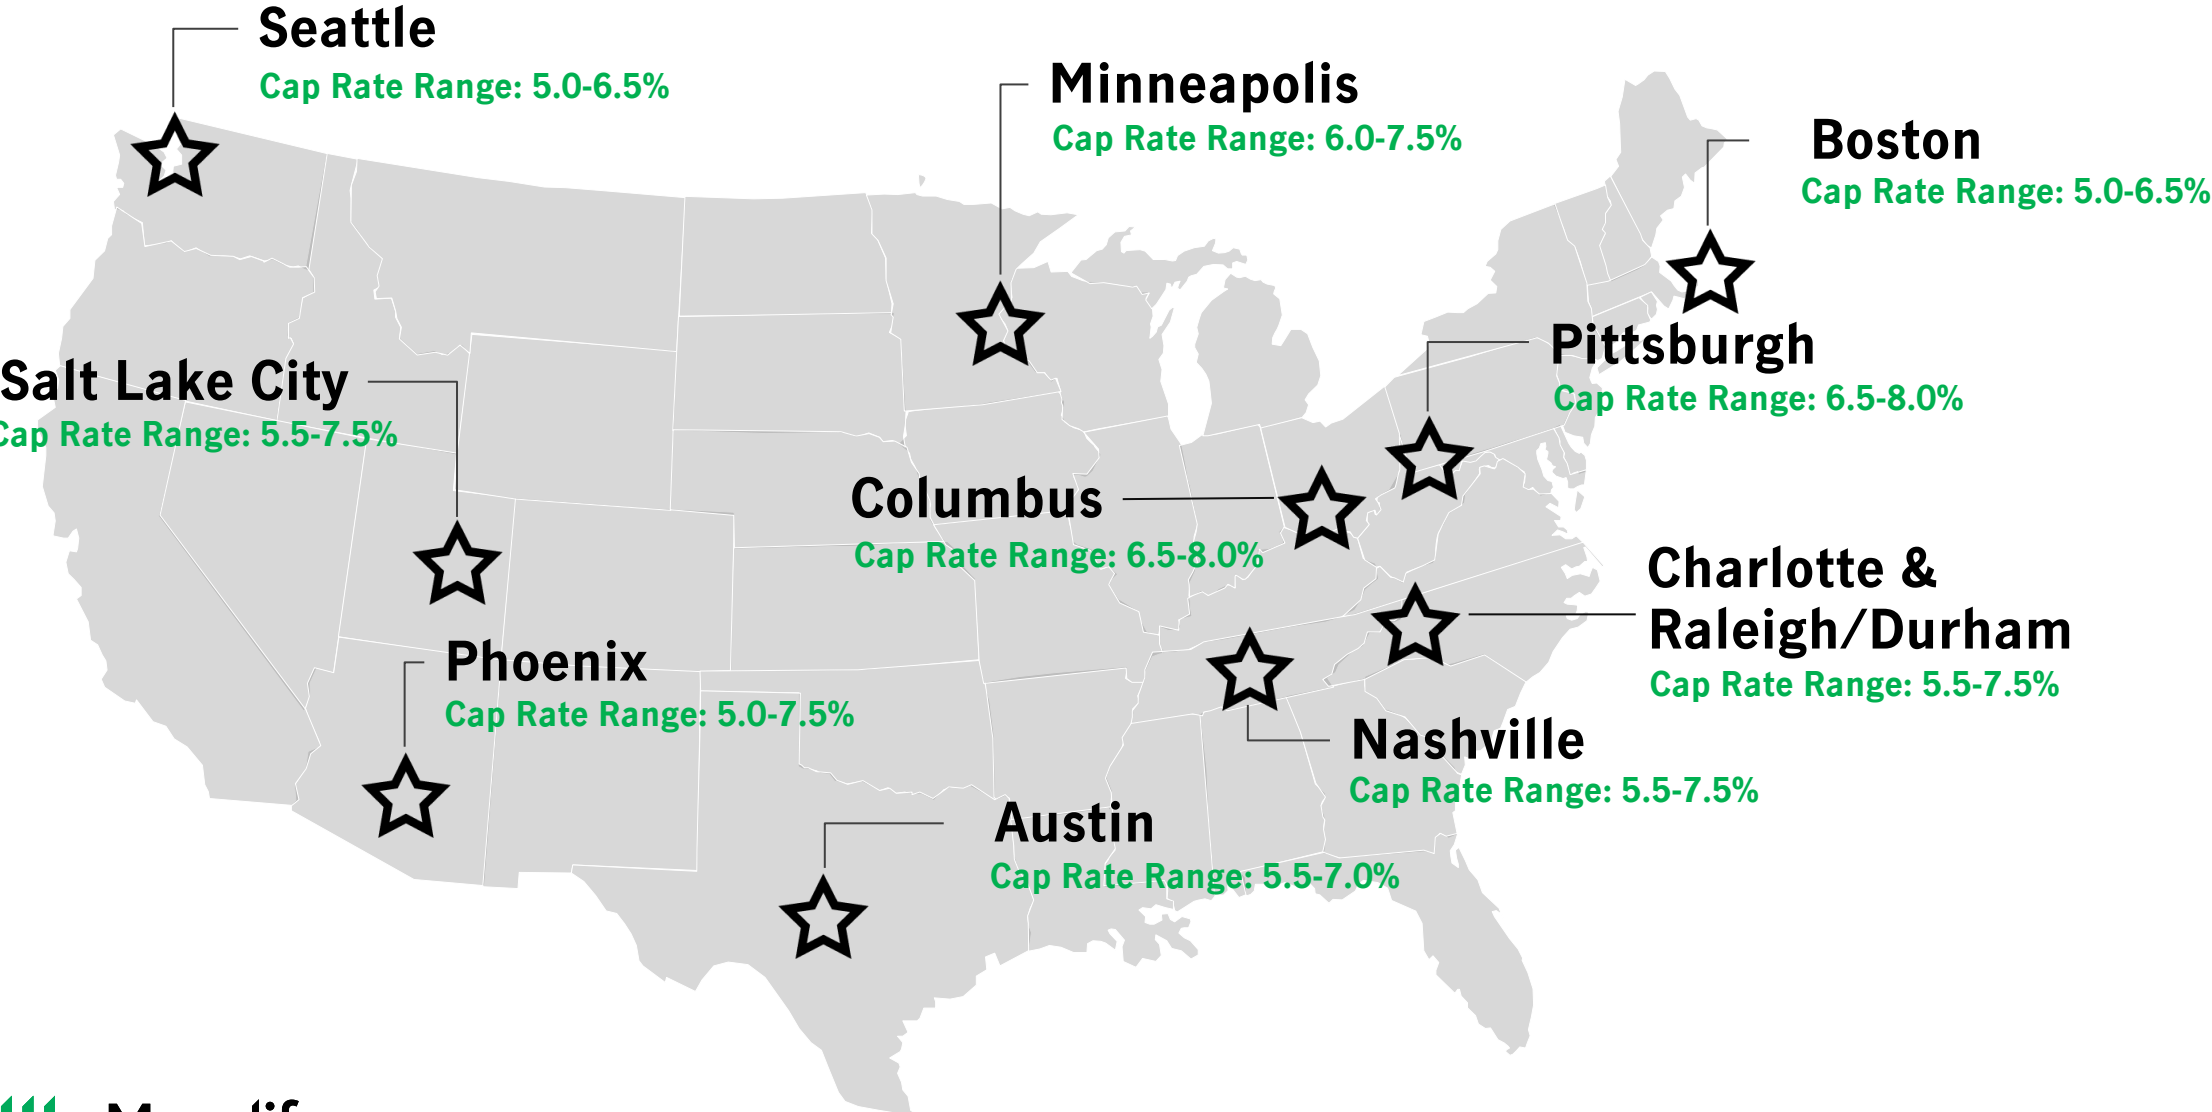 Seattle
Cap Rate Range: 5.0-6.5%
Minneapolis
Cap Rate Range: 6.0-7.5%
Boston
Cap Rate Range: 5.0-6.5%
Pittsburgh
Cap Rate Range: 6.5-8.0%
Salt Lake City
Cap Rate Range: 5.5-7.5%
Columbus
Cap Rate Range: 6.5-8.0%
Charlotte &
Raleigh/Durham
Cap Rate Range: 5.5-7.5%
Phoenix
Cap Rate Range: 5.0-7.5%
Nashville
Cap Rate Range: 5.5-7.5%
Austin
Cap Rate Range: 5.5-7.0%